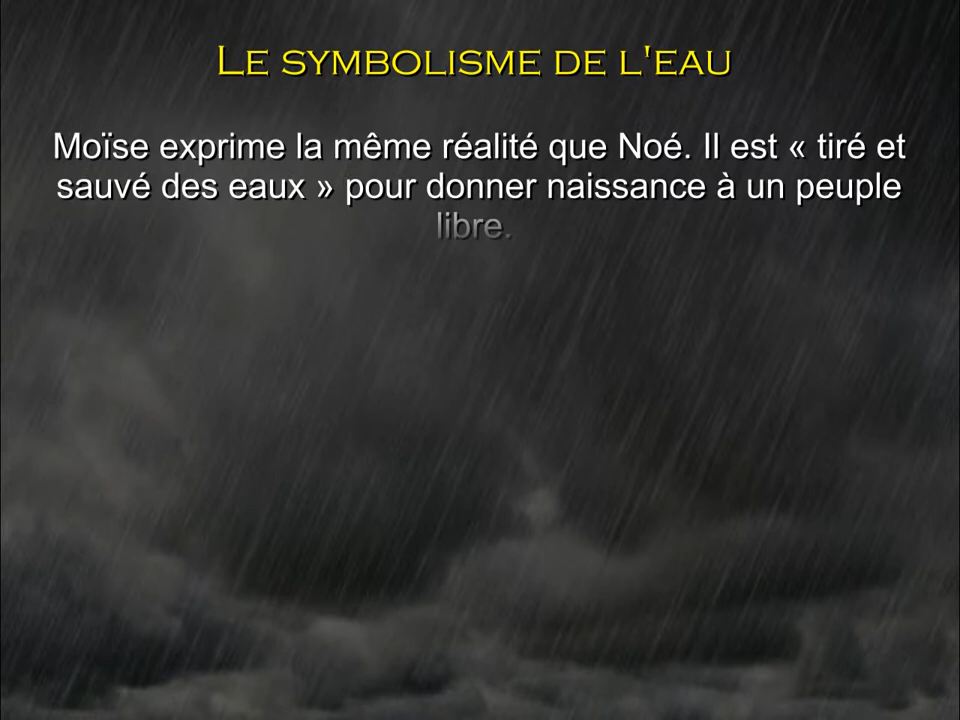 Le symbolisme de l'eau
Moïse exprime la même réalité que Noé. Il est « tiré et
sauvé des eaux » pour donner naissance à un peuple
libre.